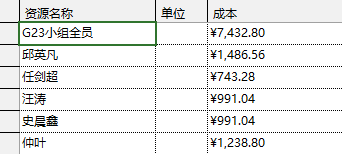 资源名称 单位 成本
G23小组全员 ¥7,432.80
邱英凡 ¥1,486.56
任剑超 ¥743.28
汪涛 ¥991.04
史晨鑫 ¥991.04
仲叶 ¥1,238.80